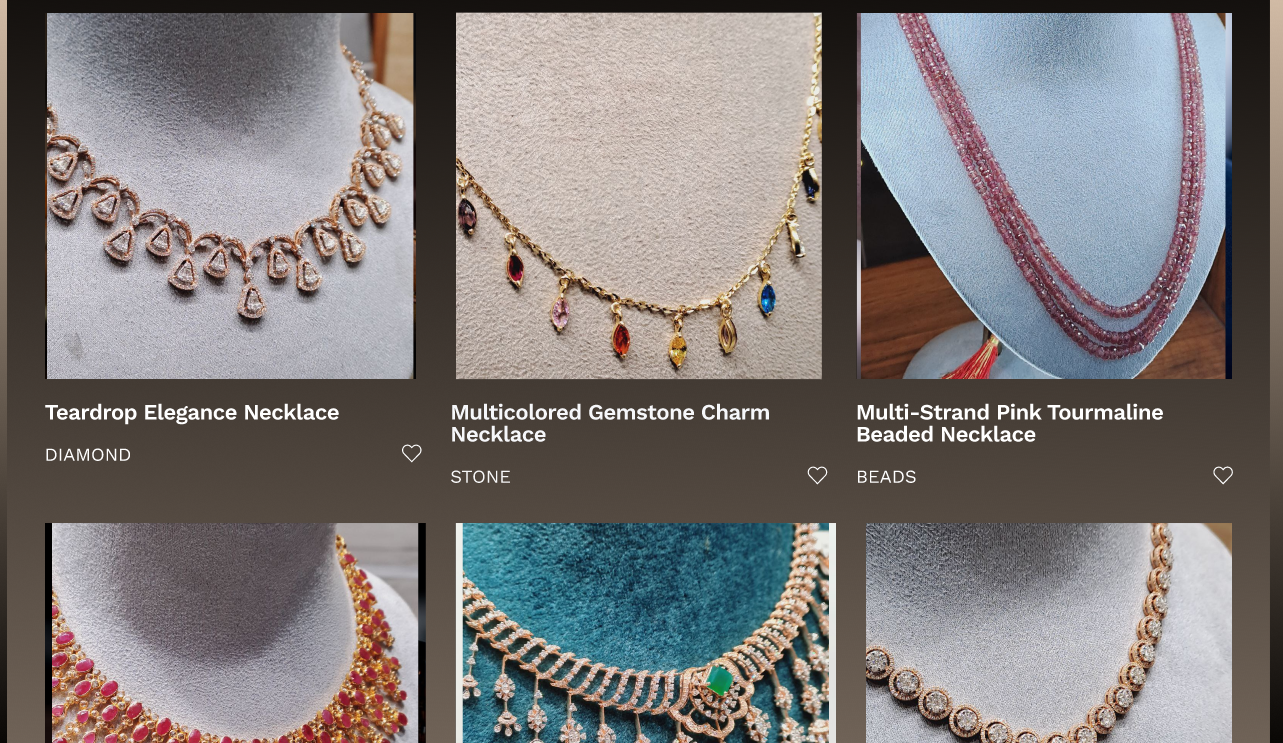 Teardrop Elegance Necklace
DIAMOND
Multicolored Gemstone Charm
Necklace
STONE
Multi-Strand Pink Tourmaline
Beaded Necklace
BEADS